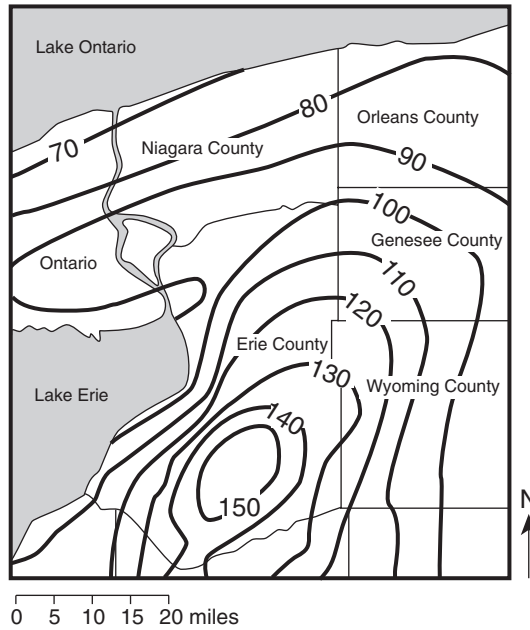 Lake Ontario
80
Orleans County
70
Niagara County
90
100
Genesee County
Ontario
110
120
Erie County
130
Wyoming County
Lake Erie
140
150
N
0 5 10 15 20 miles